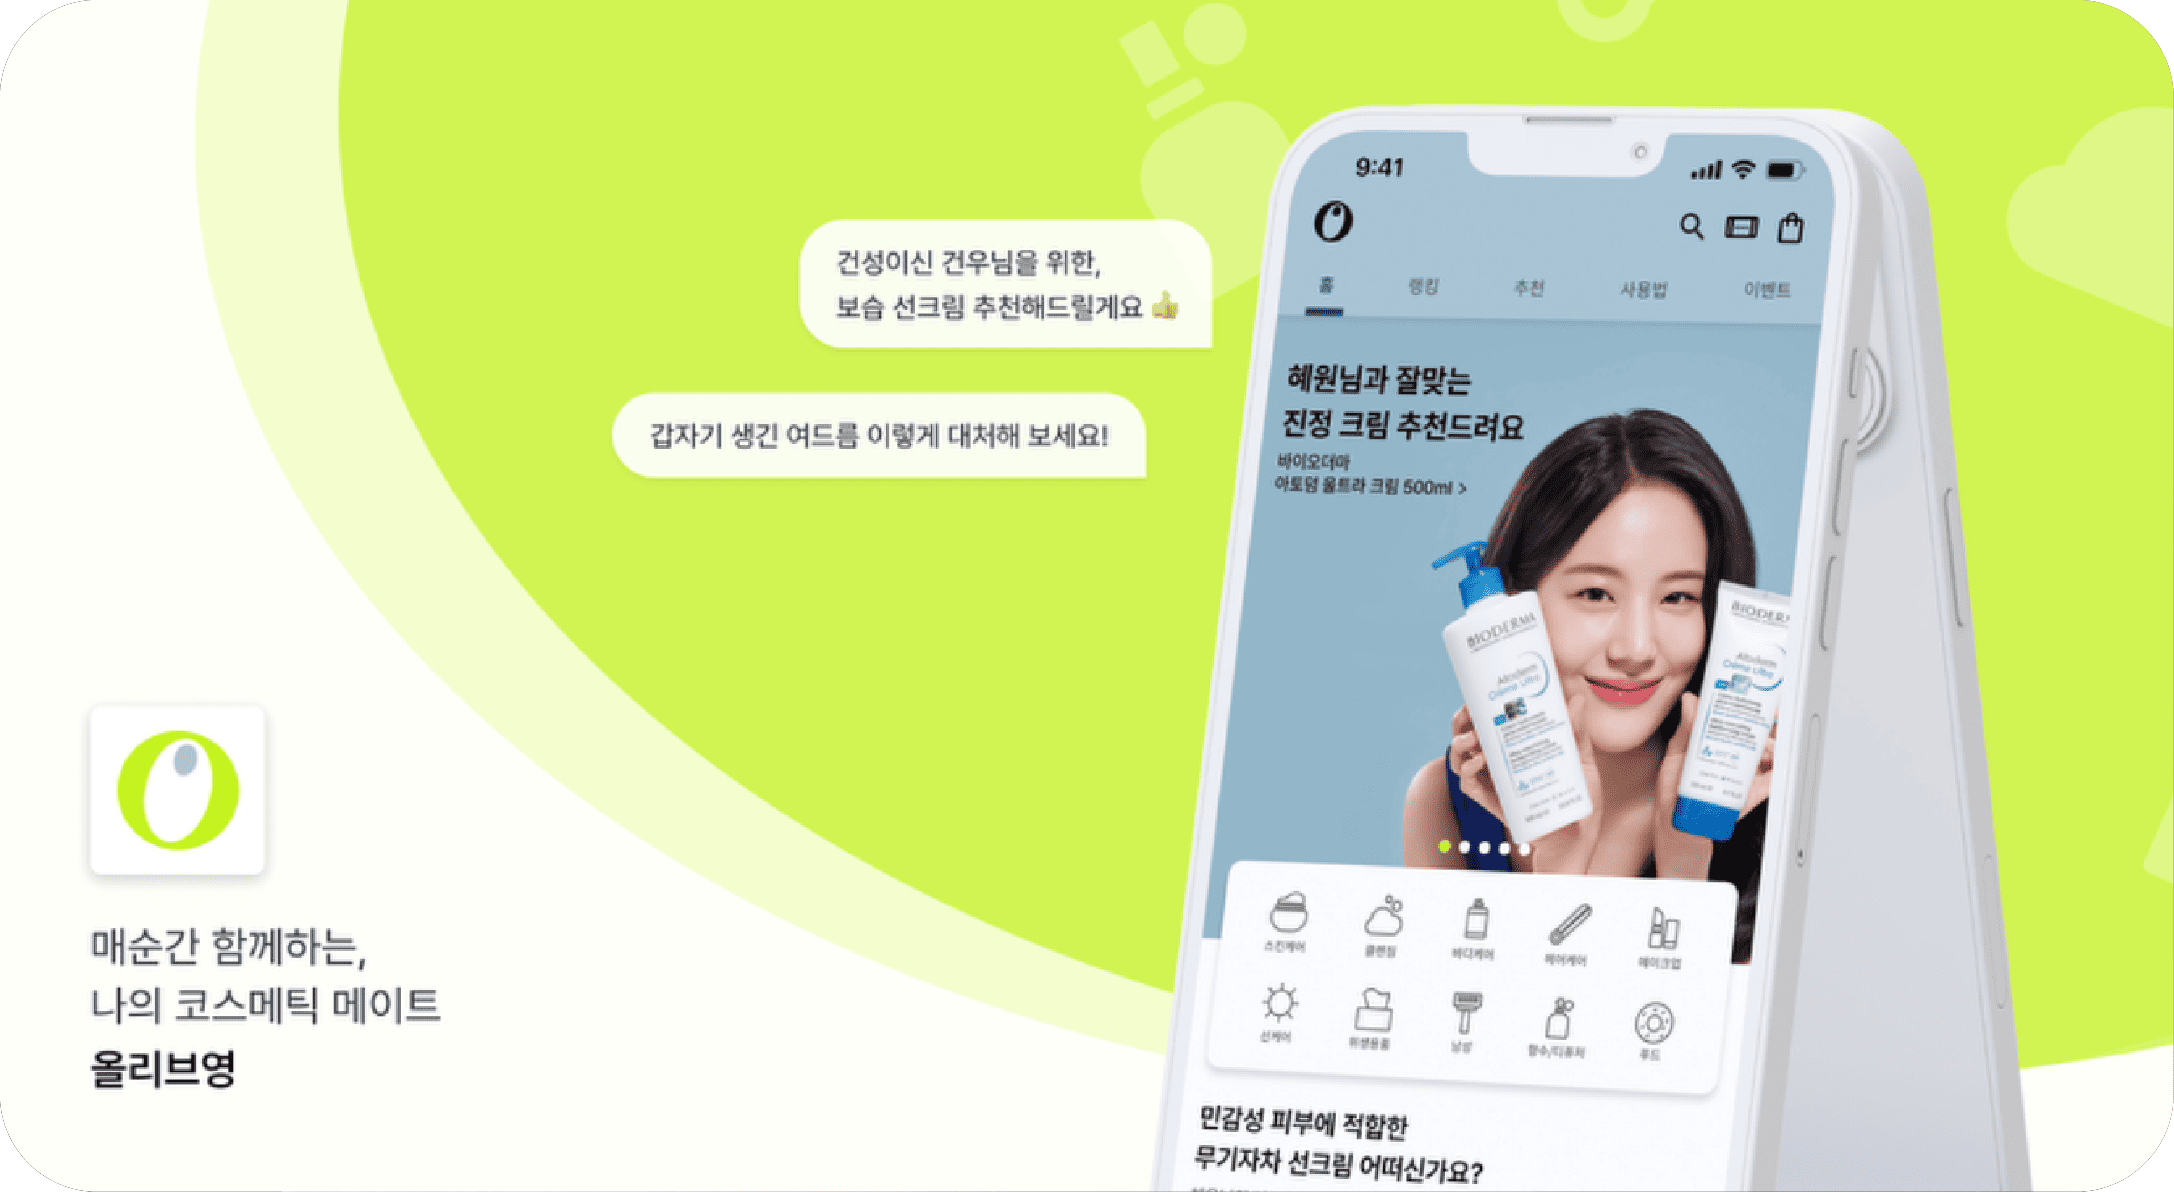 건성이신 건우님을 위한,
보습 선크림 추천해드릴게요 👍
갑자기 생긴 여드름 이렇게 대처해 보세요!
매순간 함께하는,
나의 코스메틱 메이트
올리브영
9:41
홈 랭킹 추천 사용법 이벤트
혜원님과 잘맞는
진정 크림 추천드려요
바이오더마
아토덤 울트라 크림 500ml >
BIODERMA
Atoderm
Crème Ultra
BIODERM
Atoderm
Crème Ultra
스킨케어 클렌징 바디케어 헤어케어 메이크업
선케어 위생용품 남성 향수/디퓨저 푸드
민감성 피부에 적합한
무기자차 선크림 어떠신가요?